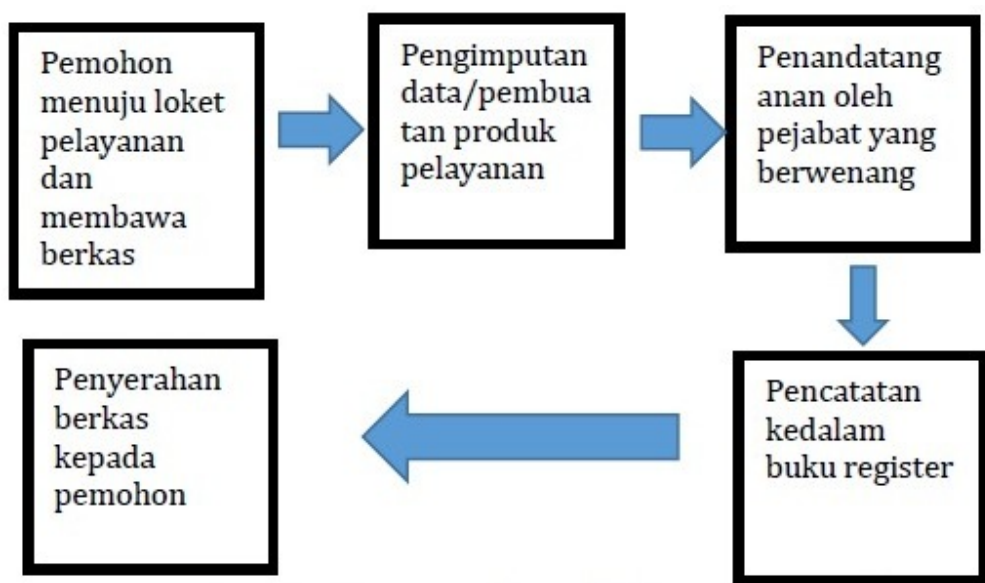 Pemohon
menuju loket
pelayanan
dan
membawa
berkas
Pengimputan
data/pembua
tan produk
pelayanan
Penandatang
anan oleh
pejabat yang
berwenang
Pencatatan
kedalam
buku register
Penyerahan
berkas
kepada
pemohon